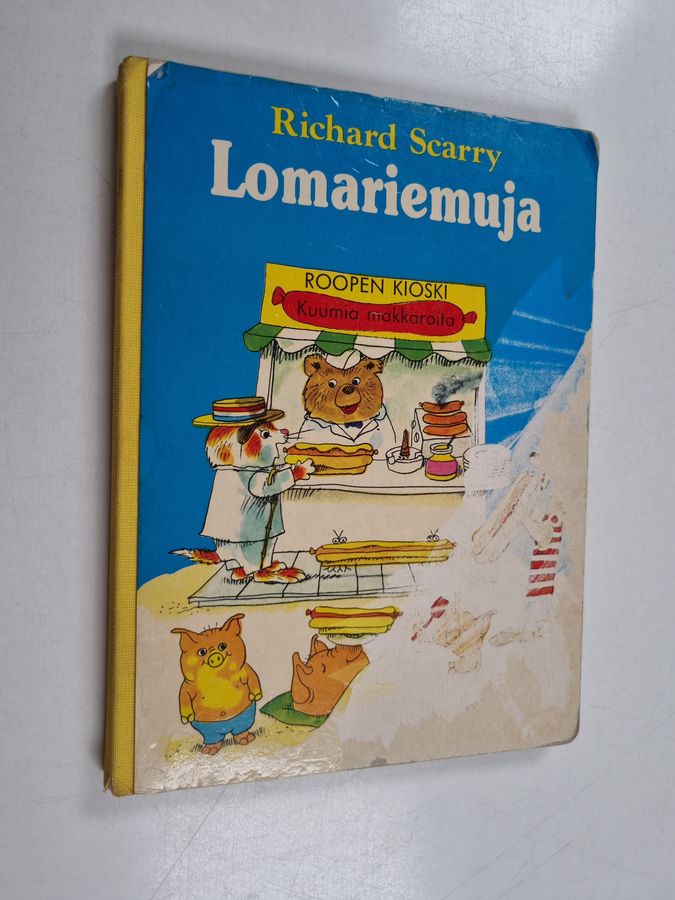 Richard Scarry
Lomariemuja
ROOPEN KIOSKI
Kuumia makkaroita